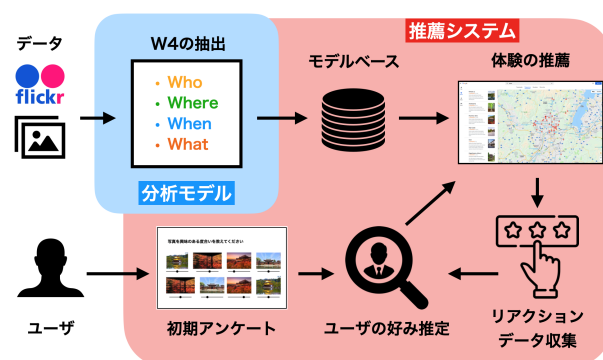 推薦システム
データ
W4の抽出
モデルベース
体験の推薦
flickr
• Who
• Where
• When
• What
分析モデル
写真を興味のある度合いを教えてください
ユーザ
初期アンケート
ユーザの好み推定
リアクション
データ収集